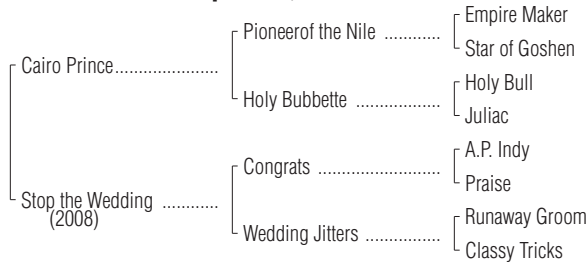 Empire Maker
Pioneerof the Nile ............
Star of Goshen
Cairo Prince......................
Holy Bull
Holy Bubbette ..................
Juliac
A.P. Indy
Congrats ..........................
Praise
Stop the Wedding ............
(2008)
Runaway Groom
Wedding Jitters ................
Classy Tricks